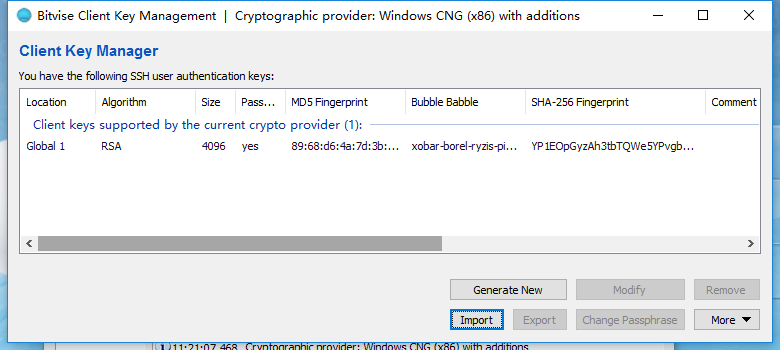 Bitvise Client Key Management | Cryptographic provider: Windows CNG (x86) with additions
Client Key Manager
You have the following SSH user authentication keys:
Location Algorithm Size Pass... MD5 Fingerprint Bubble Babble SHA-256 Fingerprint Comment
Client keys supported by the current crypto provider (1):
Global 1 RSA 4096 yes 89:68:d6:4a:7d:3b:... xobar-borel-ryzis-pi... YP1EOpGyzAh3tbTQWe5YPvgb...
Generate New Modify Remove
Import Export Change Passphrase More
11:21:07.468 Cryptographic provider: Windows CNG (x86) with additions